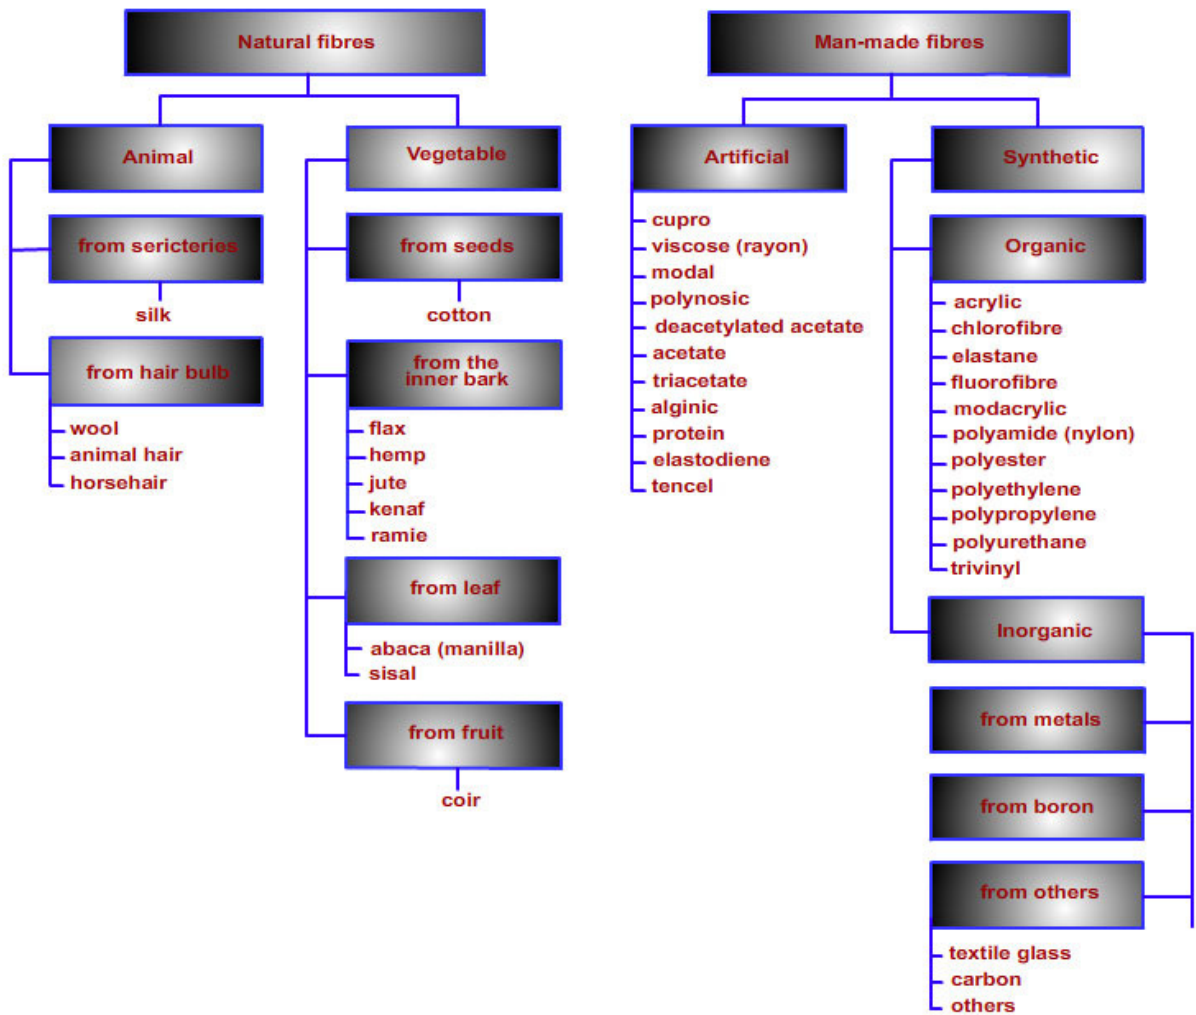 Natural fibres
Animal
from sericteries
silk
from hair bulb
wool
animal hair
horsehair
Vegetable
from seeds
cotton
from the
inner bark
flax
hemp
jute
kenaf
ramie
from leaf
abaca (manilla)
sisal
from fruit
coir
Man-made fibres
Artificial
cupro
viscose (rayon)
modal
polynosic
deacetylated acetate
acetate
triacetate
alginic
protein
elastodiene
tencel
Synthetic
Organic
acrylic
chlorofibre
elastane
fluorofibre
modacrylic
polyamide (nylon)
polyester
polyethylene
polypropylene
polyurethane
trivinyl
Inorganic
from metals
from boron
from others
textile glass
carbon
others